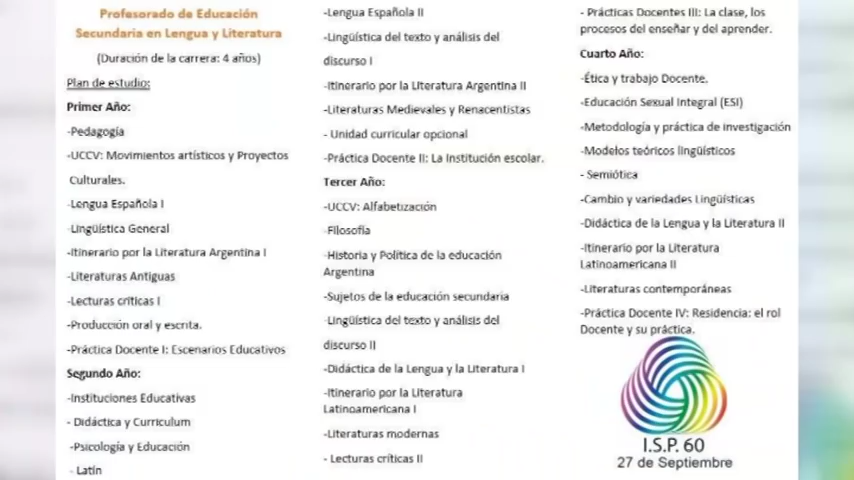 Profesorado de Educación
Secundaria en Lengua y Literatura
(Duración de la carrera: 4 años)
Plan de estudio:
Primer Año:
-Pedagogía
-UCCV: Movimientos artísticos y Proyectos
Culturales.
-Lengua Española I
-Lingüística General
-Itinerario por la Literatura Argentina I
-Literaturas Antiguas
-Lecturas críticas I
-Producción oral y escrita.
-Práctica Docente I: Escenarios Educativos
Segundo Año:
-Instituciones Educativas
- Didáctica y Curriculum
-Psicología y Educación
- Latín
-Lengua Española II
-Lingüística del texto y análisis del
discurso I
-Itinerario por la Literatura Argentina II
-Literaturas Medievales y Renacentistas
- Unidad curricular opcional
-Práctica Docente II: La Institución escolar.
Tercer Año:
-UCCV: Alfabetización
-Filosofía
-Historia y Política de la educación
Argentina
-Sujetos de la educación secundaria
-Lingüística del texto y análisis del
discurso II
-Didáctica de la Lengua y la Literatura I
-Itinerario por la Literatura
Latinoamericana I
-Literaturas modernas
- Lecturas críticas II
- Prácticas Docentes III: La clase, los
procesos del enseñar y del aprender.
Cuarto Año:
-Ética y trabajo Docente.
-Educación Sexual Integral (ESI)
-Metodología y práctica de investigación
-Modelos teóricos lingüísticos
- Semiótica
-Cambio y variedades Lingüísticas
-Didáctica de la Lengua y la Literatura II
-Itinerario por la Literatura
Latinoamericana II
-Literaturas contemporáneas
-Práctica Docente IV: Residencia: el rol
Docente y su práctica.
I.S.P. 60
27 de Septiembre